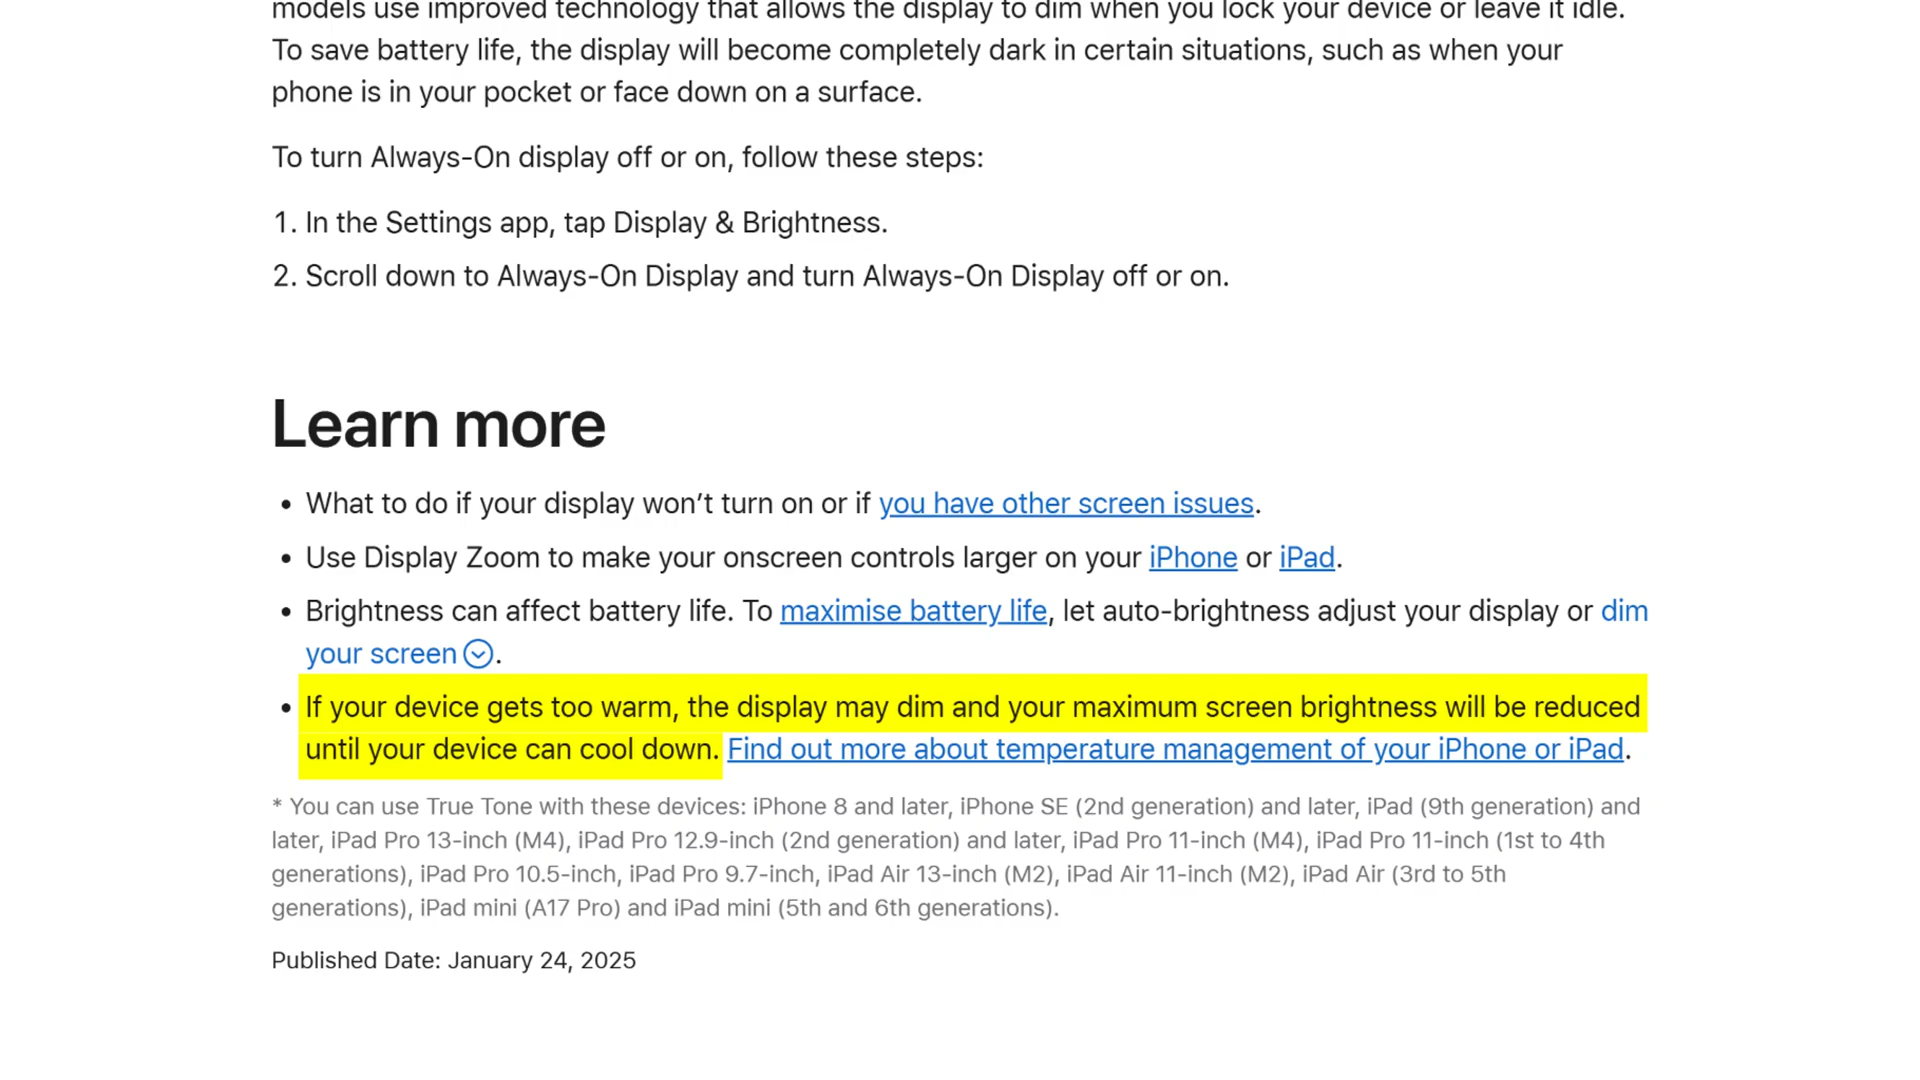 models use improved technology that allows the display to dim when you lock your device or leave it idle.
To save battery life, the display will become completely dark in certain situations, such as when your
phone is in your pocket or face down on a surface.
To turn Always-On display off or on, follow these steps:
1. In the Settings app, tap Display & Brightness.
2. Scroll down to Always-On Display and turn Always-On Display off or on.
Learn more
• What to do if your display won’t turn on or if you have other screen issues.
• Use Display Zoom to make your onscreen controls larger on your iPhone or iPad.
• Brightness can affect battery life. To maximise battery life, let auto-brightness adjust your display or dim
your screen.
• If your device gets too warm, the display may dim and your maximum screen brightness will be reduced
until your device can cool down. Find out more about temperature management of your iPhone or iPad.
* You can use True Tone with these devices: iPhone 8 and later, iPhone SE (2nd generation) and later, iPad (9th generation) and
later, iPad Pro 13-inch (M4), iPad Pro 12.9-inch (2nd generation) and later, iPad Pro 11-inch (M4), iPad Pro 11-inch (1st to 4th
generations), iPad Pro 10.5-inch, iPad Pro 9.7-inch, iPad Air 13-inch (M2), iPad Air 11-inch (M2), iPad Air (3rd to 5th
generations), iPad mini (A17 Pro) and iPad mini (5th and 6th generations).
Published Date: January 24, 2025